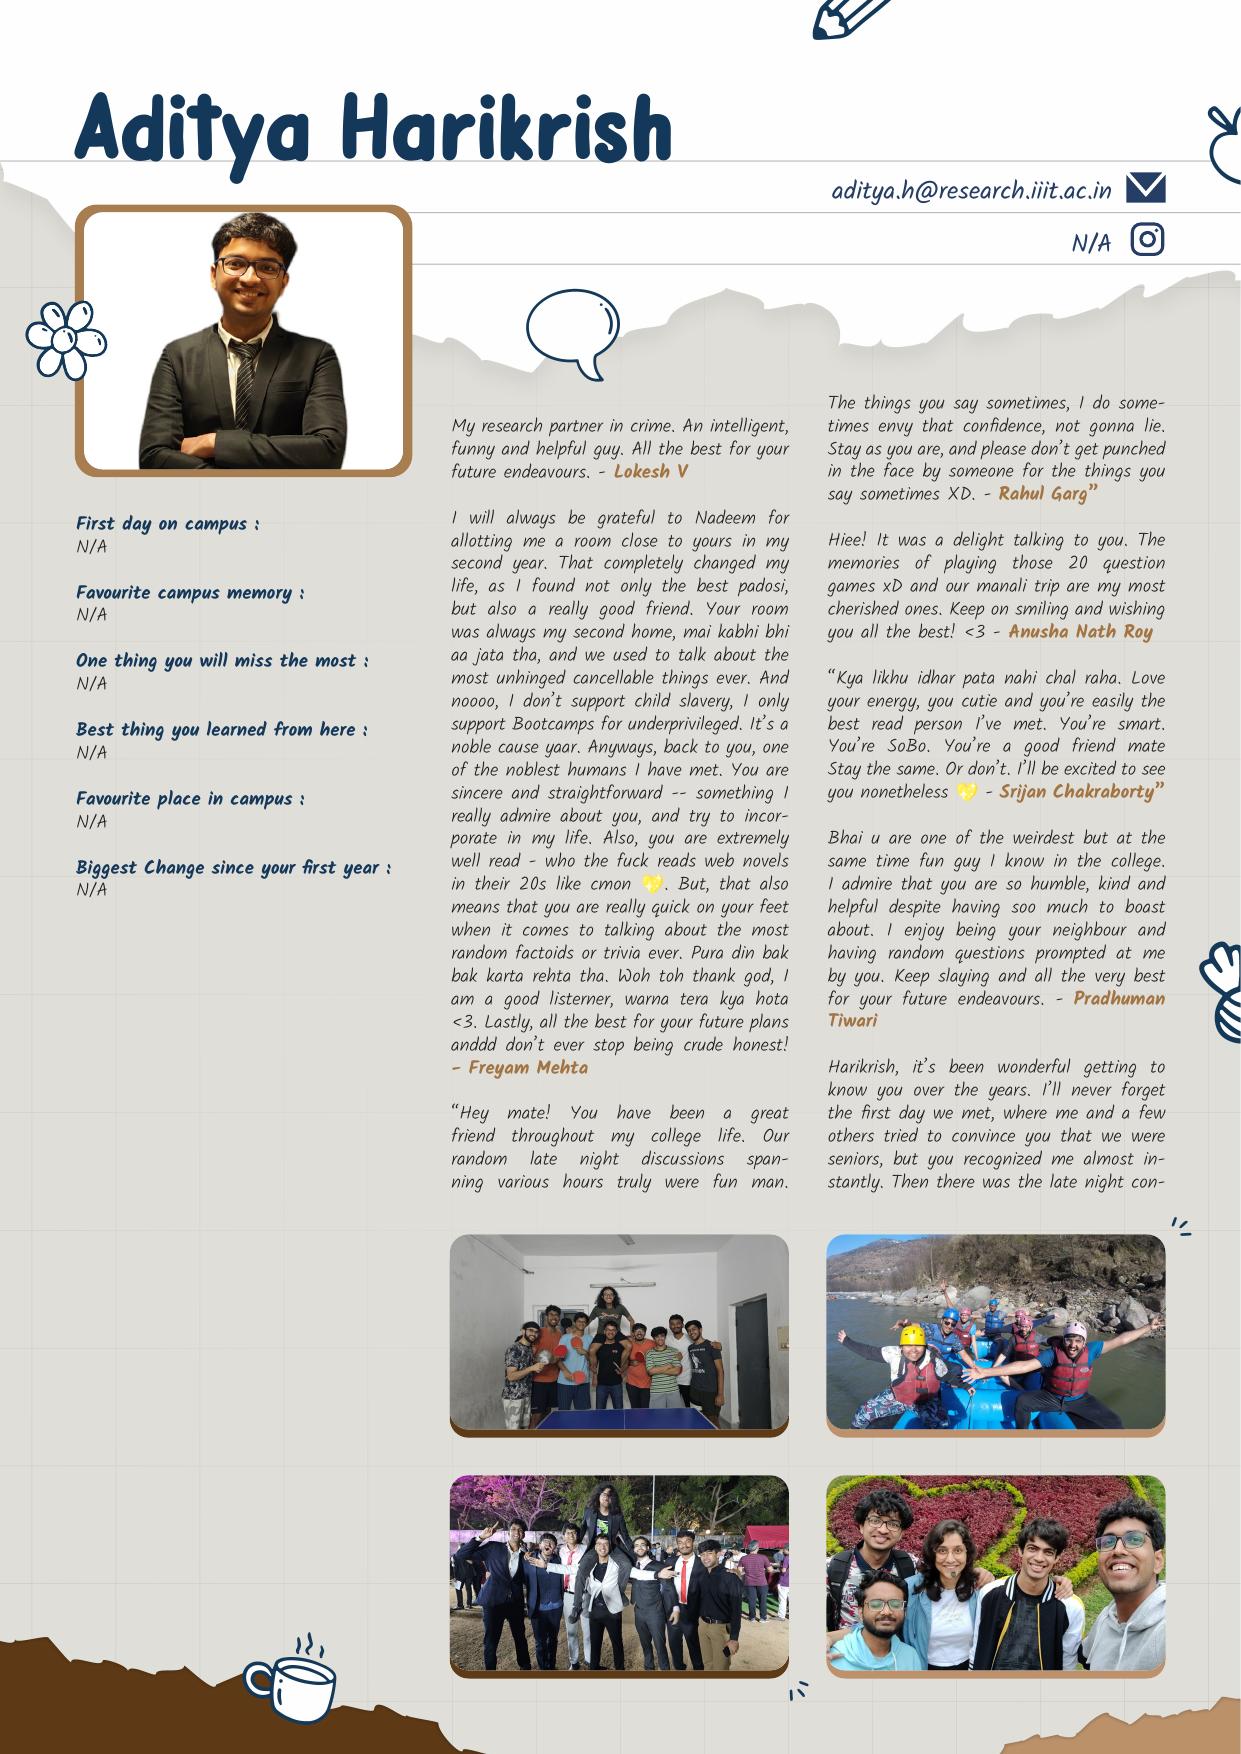 Aditya Harikrish
aditya.h@research.iiit.ac.in
N/A
First day on campus :
N/A
Favourite campus memory :
N/A
One thing you will miss the most :
N/A
Best thing you learned from here :
N/A
Favourite place in campus :
N/A
Biggest Change since your first year :
N/A
My research partner in crime. An intelligent,
funny and helpful guy. All the best for your
future endeavours. - Lokesh V
I will always be grateful to Nadeem for
allotting me a room close to yours in my
second year. That completely changed my
life, as I found not only the best padosi,
but also a really good friend. Your room
was always my second home, mai kabhi bhi
aa jata tha, and we used to talk about the
most unhinged cancellable things ever. And
noooo, I don't support child slavery, I only
support Bootcamps for underprivileged. It's a
noble cause yaar. Anyways, back to you, one
of the noblest humans I have met. You are
sincere and straightforward -- something I
really admire about you, and try to incor-
porate in my life. Also, you are extremely
well read - who the fuck reads web novels
in their 20s like cmon 💛. But, that also
means that you are really quick on your feet
when it comes to talking about the most
random factoids or trivia ever. Pura din bak
bak karta rehta tha. Woh toh thank god, I
am a good listerner, warna tera kya hota
<3. Lastly, all the best for your future plans
anddd don't ever stop being crude honest!
- Freyam Mehta
“Hey mate! You have been a great
friend throughout my college life. Our
random late night discussions span-
ning various hours truly were fun man.
The things you say sometimes, I do some-
times envy that confidence, not gonna lie.
Stay as you are, and please don't get punched
in the face by someone for the things you
say sometimes XD. - Rahul Garg”
Hiee! It was a delight talking to you. The
memories of playing those 20 question
games xD and our manali trip are my most
cherished ones. Keep on smiling and wishing
you all the best! <3 - Anusha Nath Roy
“Kya likhu idhar pata nahi chal raha. Love
your energy, you cutie and you're easily the
best read person I've met. You're smart.
You're SoBo. You're a good friend mate
Stay the same. Or don't. I'll be excited to see
you nonetheless 💛 - Srijan Chakraborty”
Bhai u are one of the weirdest but at the
same time fun guy I know in the college.
I admire that you are so humble, kind and
helpful despite having soo much to boast
about. I enjoy being your neighbour and
having random questions prompted at me
by you. Keep slaying and all the very best
for your future endeavours. - Pradhuman
Tiwari
Harikrish, it's been wonderful getting to
know you over the years. I'll never forget
the first day we met, where me and a few
others tried to convince you that we were
seniors, but you recognized me almost in-
stantly. Then there was the late night con-